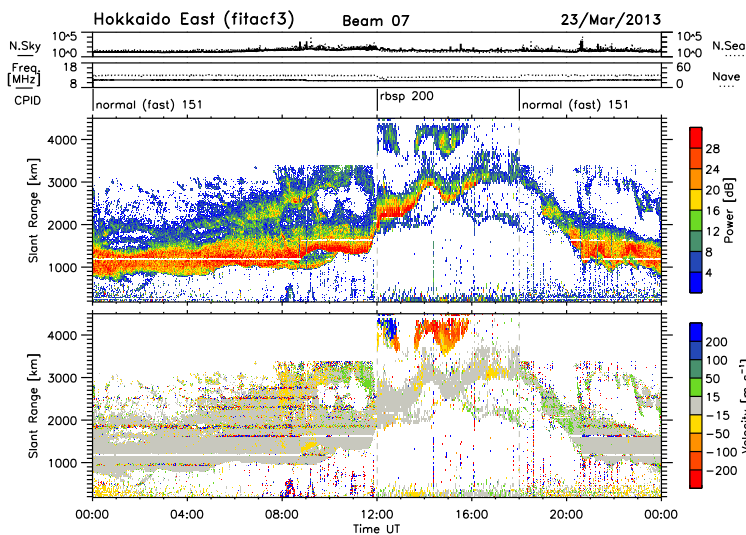 Hokkaido East (fitacf3) Beam 07 23/Mar/2013
N.Sky 10^5 10^0 10^5 10^0 N.Sea
Freq. [MHz] 18 8 60 0 Nave
CPID normal (fast) 151 rbsp 200 normal (fast) 151
Slant Range [km]
4000
3000
2000
1000
28
24
20
16
12
8
4
Power [dB]
Slant Range [km]
4000
3000
2000
1000
200
100
50
15
-15
-50
-100
-200
Velocity [m s^-1]
00:00 04:00 08:00 12:00 16:00 20:00 00:00
Time UT